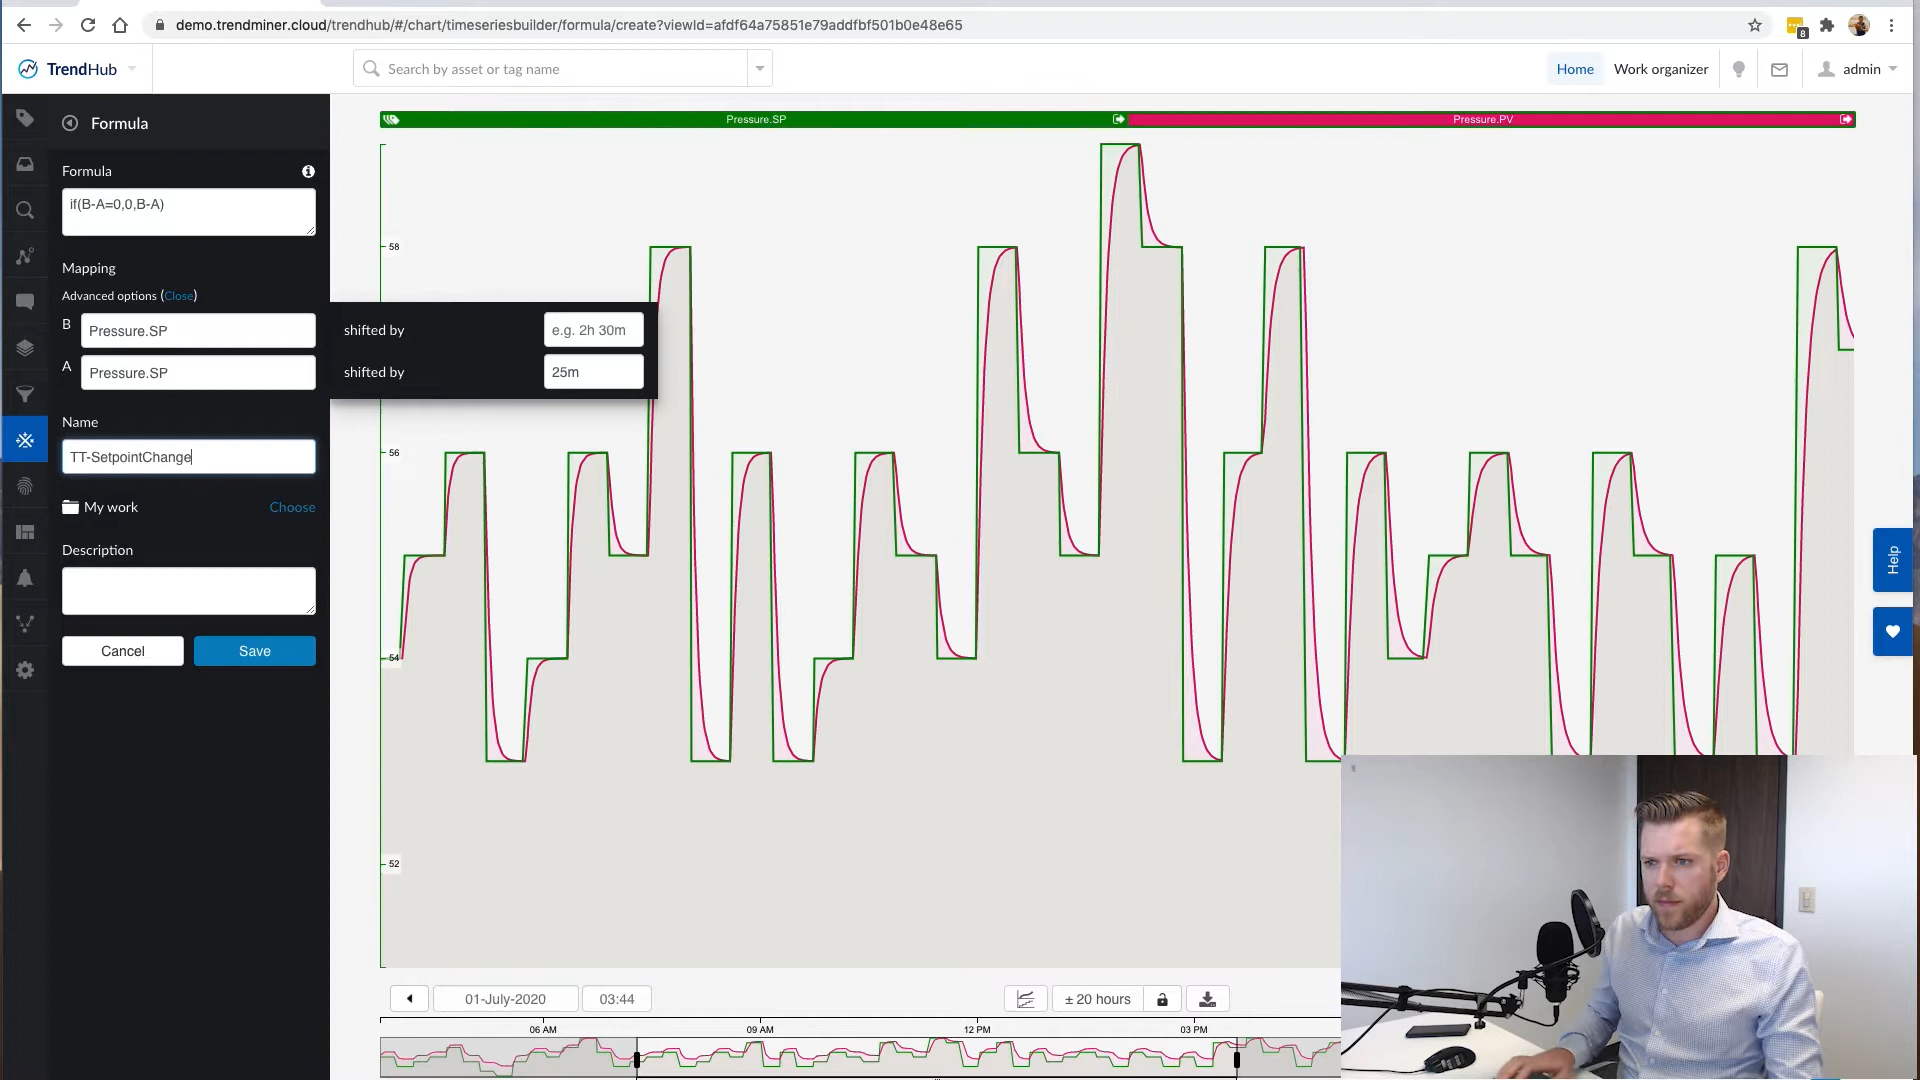 demo.trendminer.cloud/trendhub/#/chart/timeseriesbuilder/formula/create?viewId=afdf64a75851e79addfbf501b0e48e65
8
TrendHub
Search by asset or tag name
Home
Work organizer
admin
Formula
Pressure.SP
Pressure.PV
Formula
if(B-A=0,0,B-A)
Mapping
Advanced options (Close)
B
Pressure.SP
shifted by
e.g. 2h 30m
A
Pressure.SP
shifted by
25m
Name
TT-SetpointChange
My work
Choose
Description
Cancel
Save
58
56
54
52
Help
01-July-2020
03:44
± 20 hours
06 AM
09 AM
12 PM
03 PM